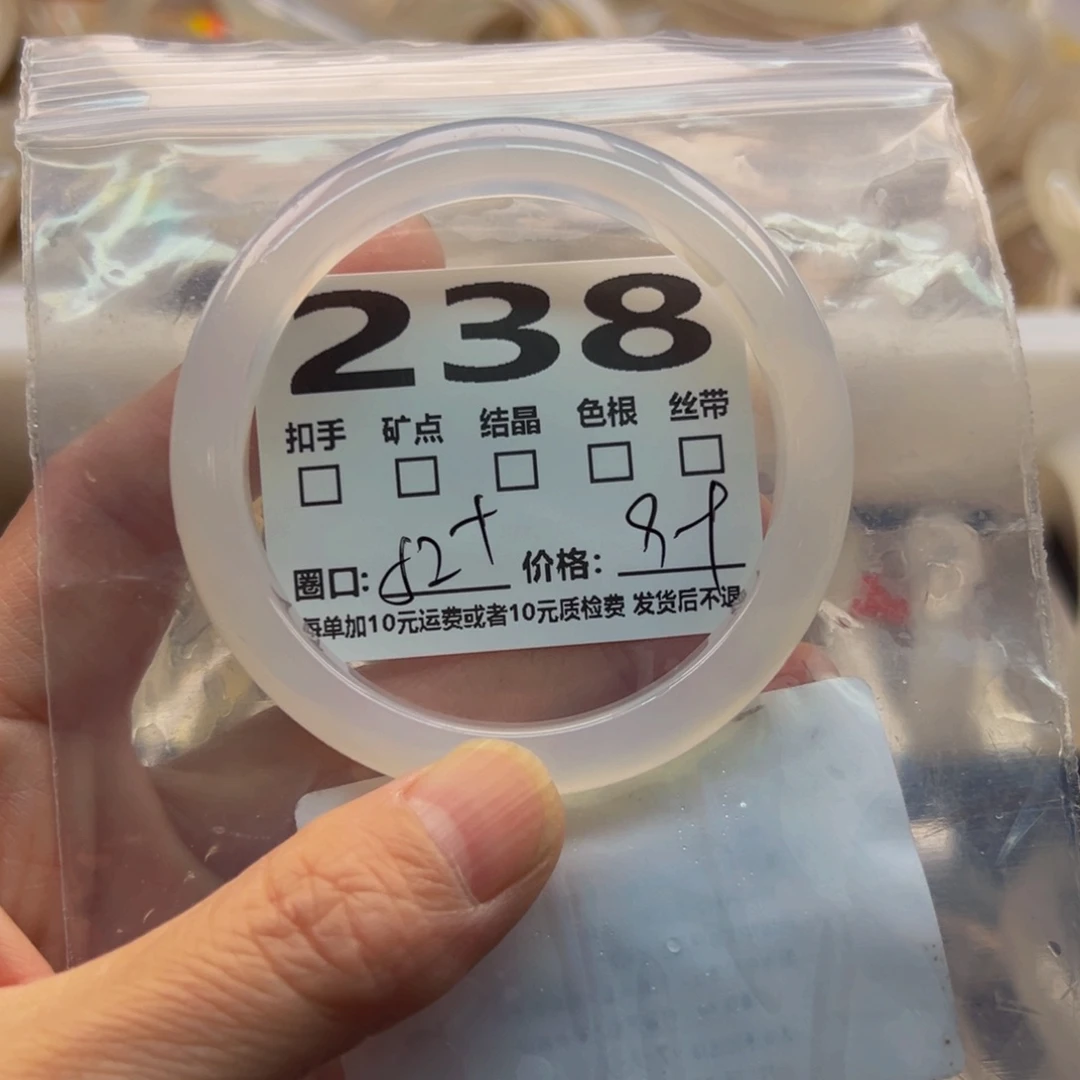 238
扣手 矿点 结晶 色根 丝带
□ □ □ □ □
圈口: 52+ 价格:
每单加10元运费或者10元质检费 发货后不退